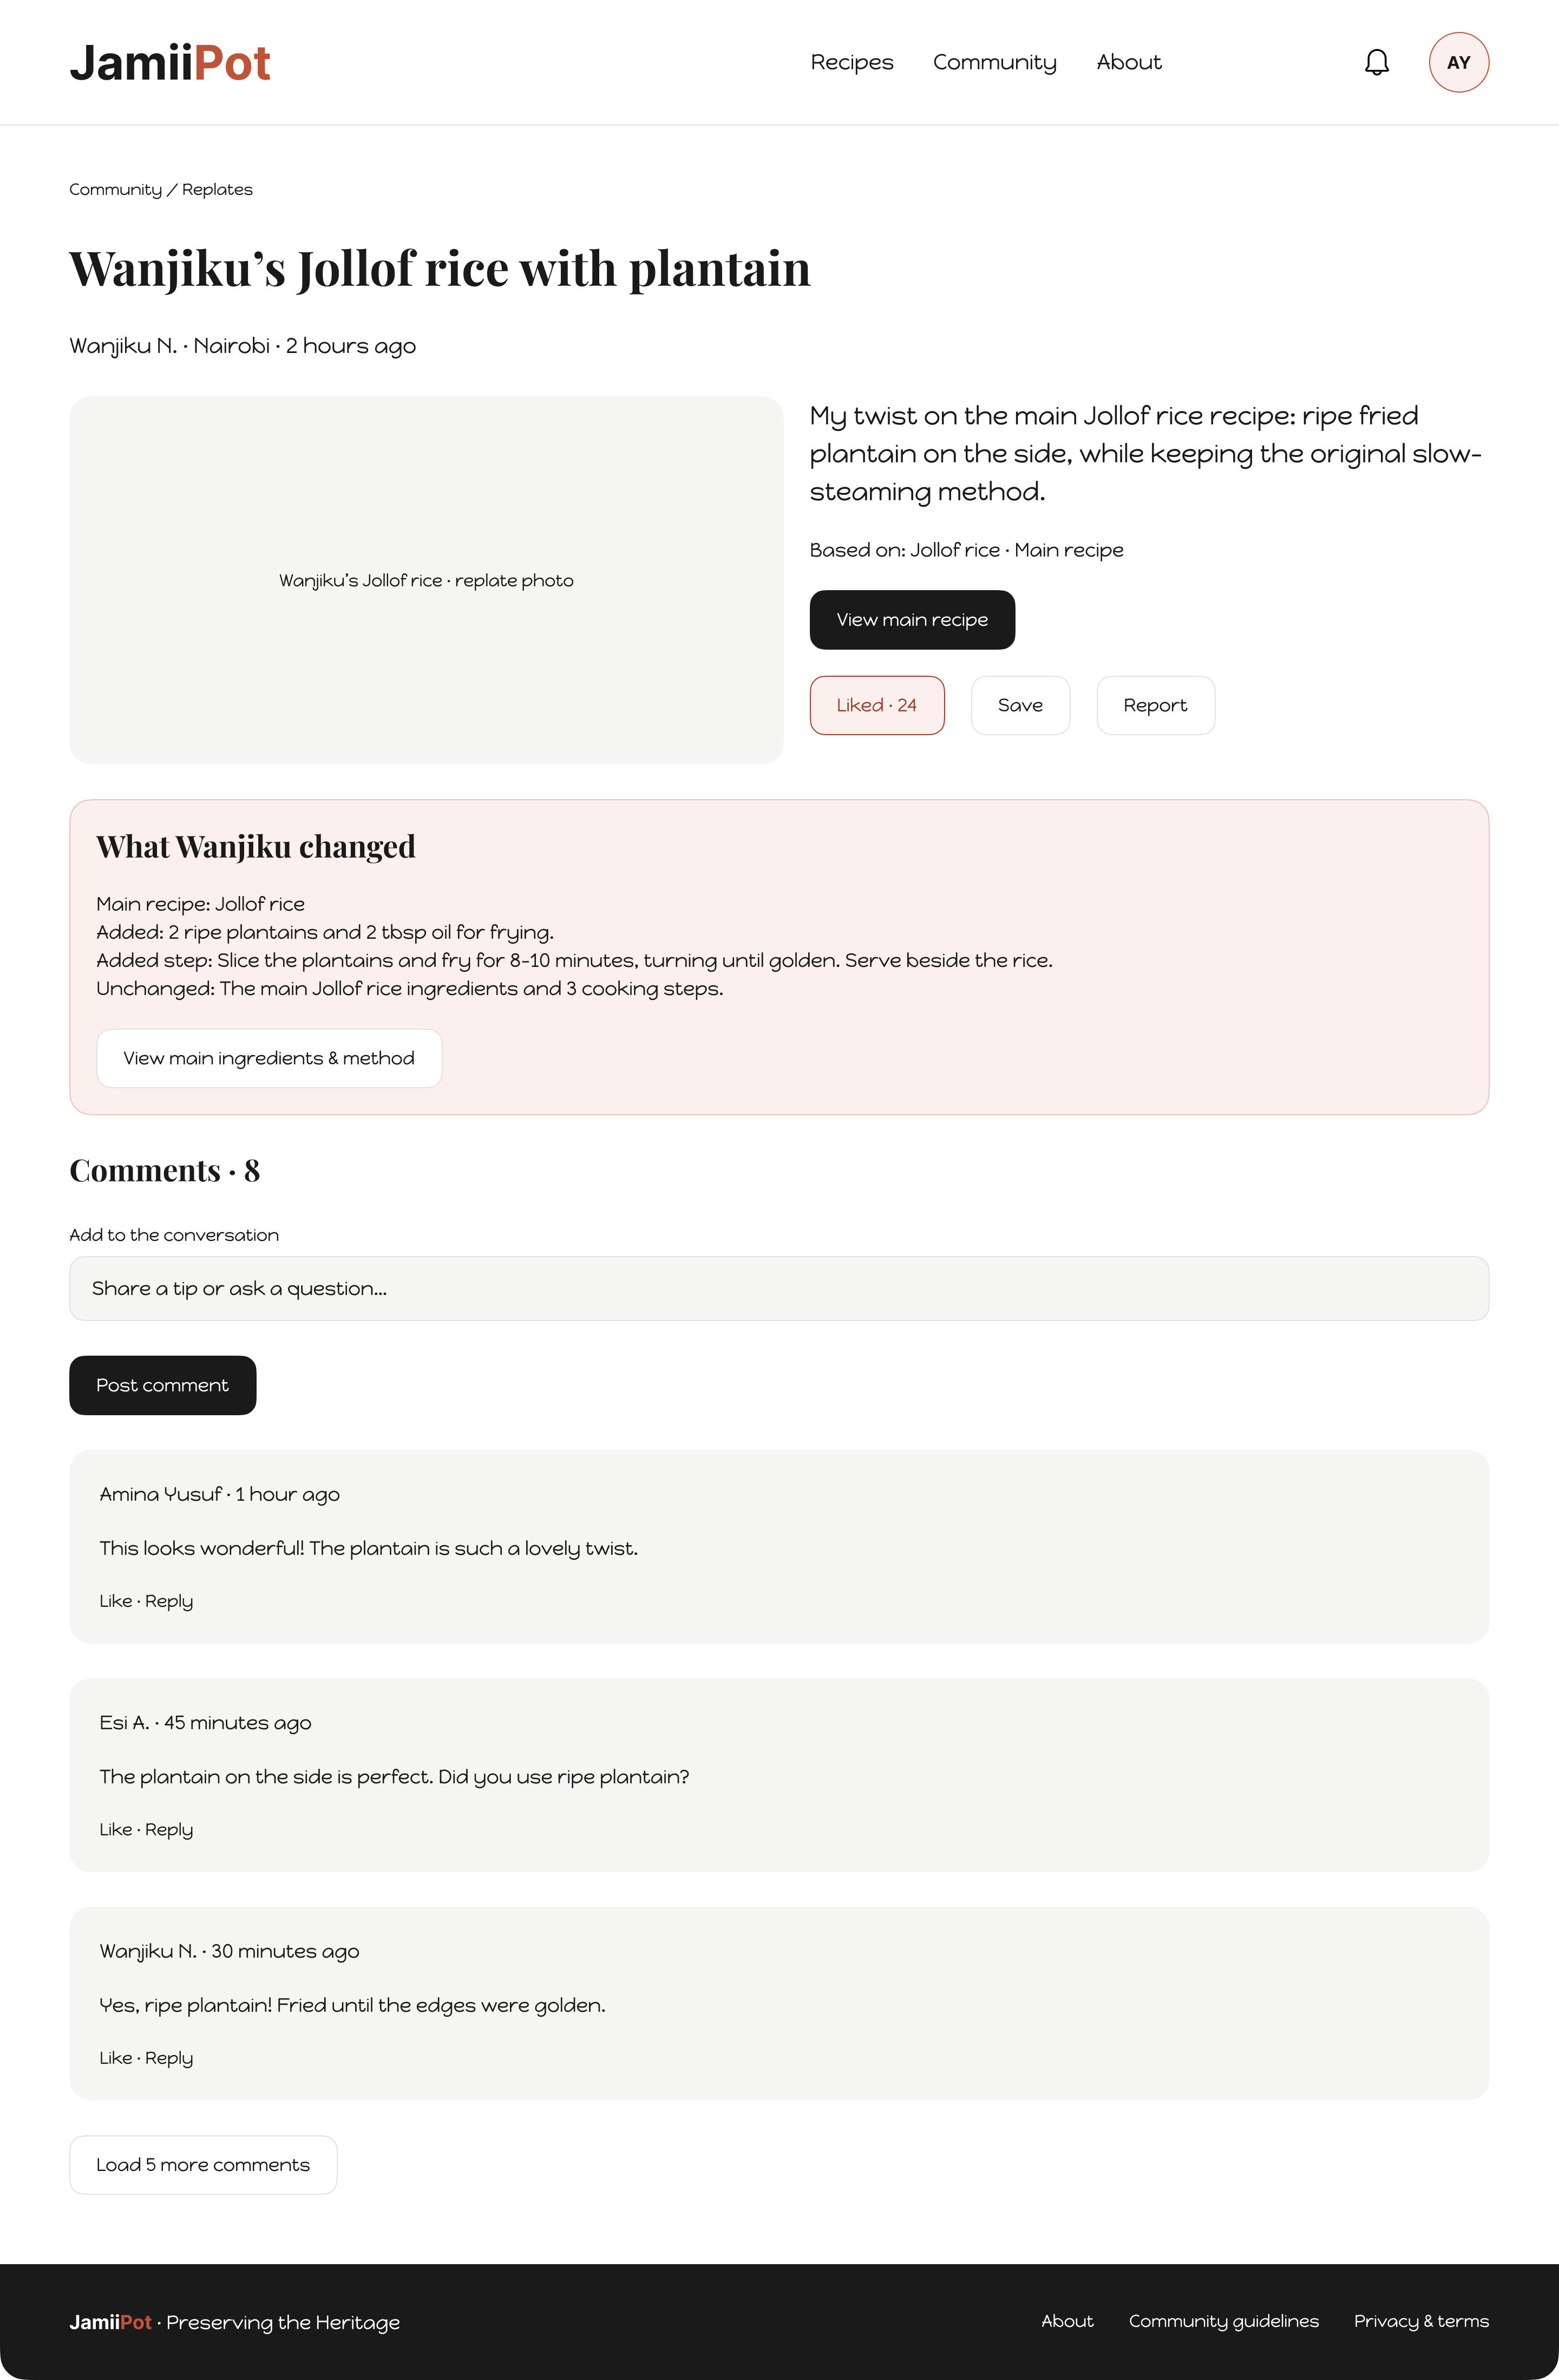 JamiiPot
Recipes
Community
About
AY
Community / Replates
Wanjiku’s Jollof rice with plantain
Wanjiku N. · Nairobi · 2 hours ago
Wanjiku’s Jollof rice · replate photo
My twist on the main Jollof rice recipe: ripe fried
plantain on the side, while keeping the original slow-
steaming method.
Based on: Jollof rice · Main recipe
View main recipe
Liked · 24
Save
Report
What Wanjiku changed
Main recipe: Jollof rice
Added: 2 ripe plantains and 2 tbsp oil for frying.
Added step: Slice the plantains and fry for 8–10 minutes, turning until golden. Serve beside the rice.
Unchanged: The main Jollof rice ingredients and 3 cooking steps.
View main ingredients & method
Comments · 8
Add to the conversation
Share a tip or ask a question...
Post comment
Amina Yusuf · 1 hour ago
This looks wonderful! The plantain is such a lovely twist.
Like · Reply
Esi A. · 45 minutes ago
The plantain on the side is perfect. Did you use ripe plantain?
Like · Reply
Wanjiku N. · 30 minutes ago
Yes, ripe plantain! Fried until the edges were golden.
Like · Reply
Load 5 more comments
JamiiPot · Preserving the Heritage
About
Community guidelines
Privacy & terms